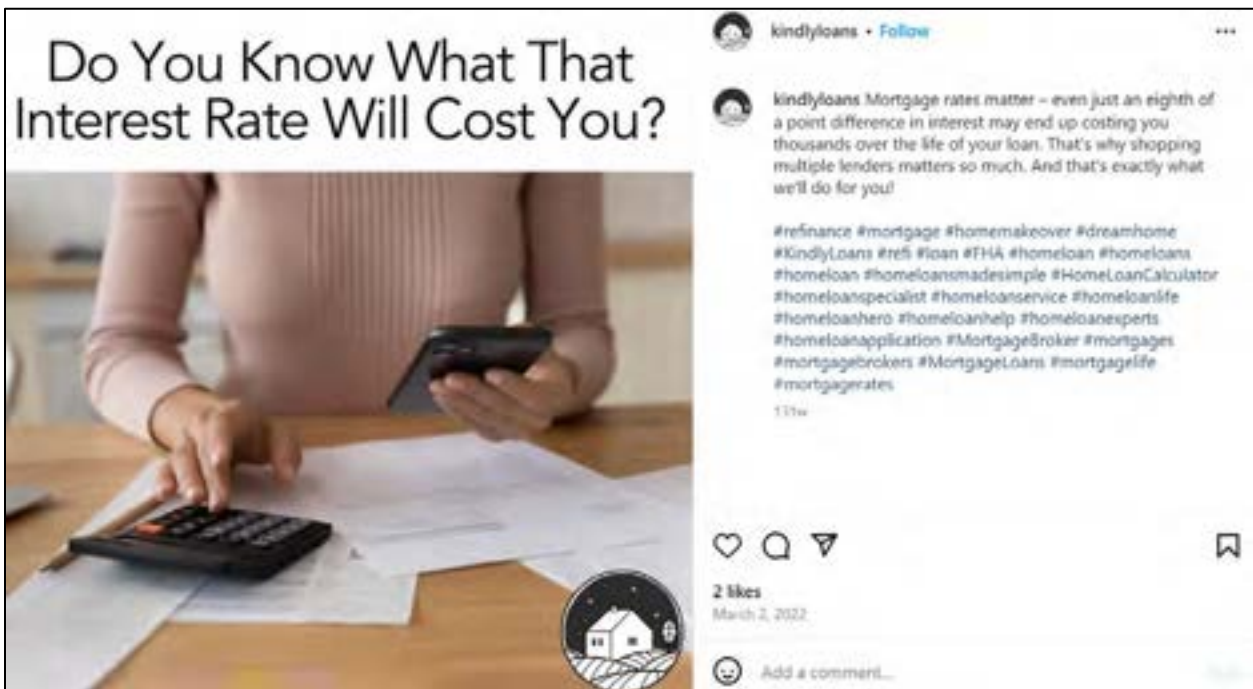 Do You Know What That
Interest Rate Will Cost You?
kindlyloans • Follow
kindlyloans Mortgage rates matter – even just an eighth of
a point difference in interest may end up costing you
thousands over the life of your loan. That's why shopping
multiple lenders matters so much. And that's exactly what
we'll do for you!
#refinance #mortgage #homemakeover #dreamhome
#KindlyLoans #refi #loan #FHA #homeloan #homeloans
#homeloan #homeloansmadesimple #HomeLoanCalculator
#homeloanspecialist #homeloanservice #homeloanlife
#homeloanhero #homeloanhelp #homeloanexperts
#homeloanapplication #MortgageBroker #mortgages
#mortgagebrokers #MortgageLoans #mortgagelife
#mortgagerates
2 likes
March 2, 2022
Add a comment...